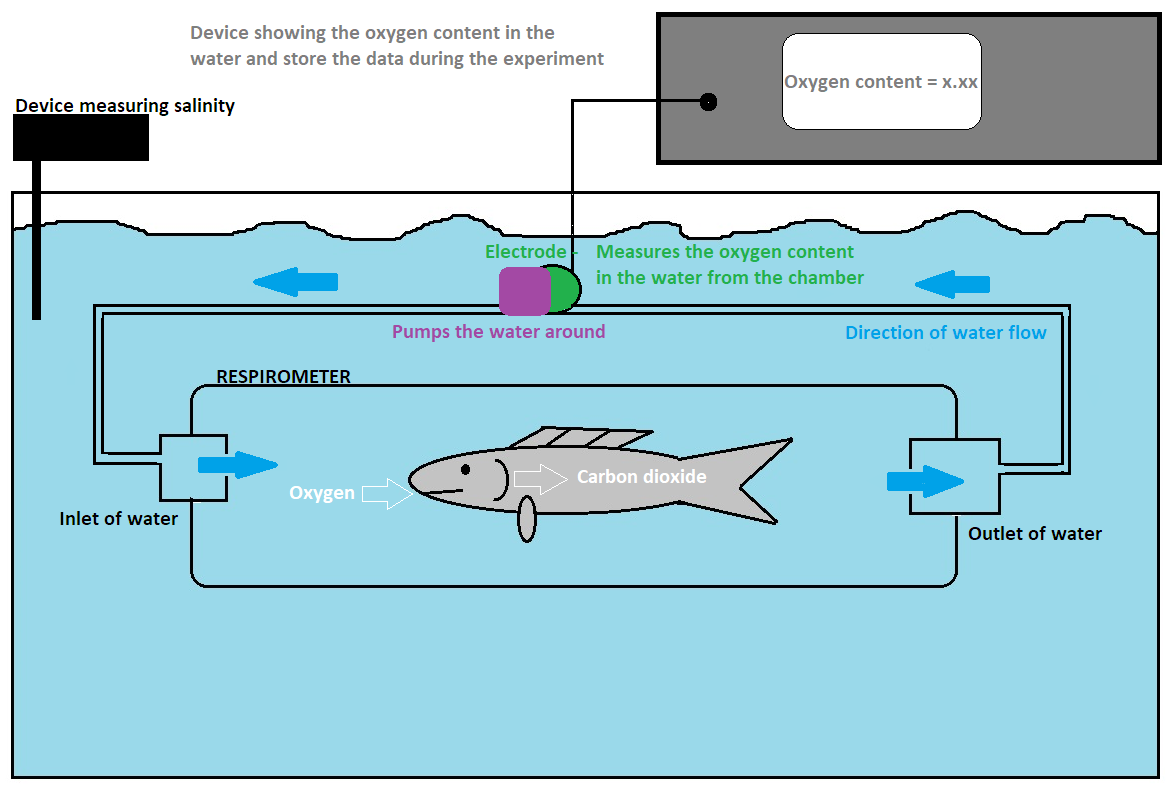 Device showing the oxygen content in the
water and store the data during the experiment
Oxygen content = x.xx
Device measuring salinity
Electrode - Measures the oxygen content
in the water from the chamber
Pumps the water around
Direction of water flow
RESPIROMETER
Oxygen
Carbon dioxide
Inlet of water
Outlet of water